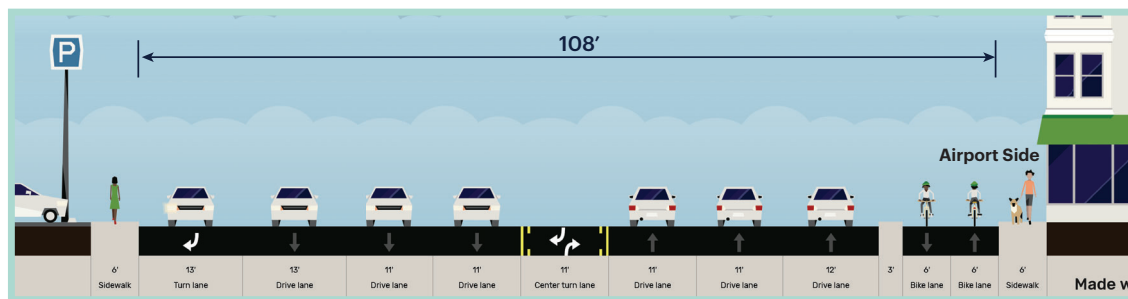 108′
P
Airport Side
6′
Sidewalk
13′
Turn lane
13′
Drive lane
11′
Drive lane
11′
Drive lane
11′
Center turn lane
11′
Drive lane
11′
Drive lane
12′
Drive lane
3′
6′
Bike lane
6′
Bike lane
6′
Sidewalk
Made w